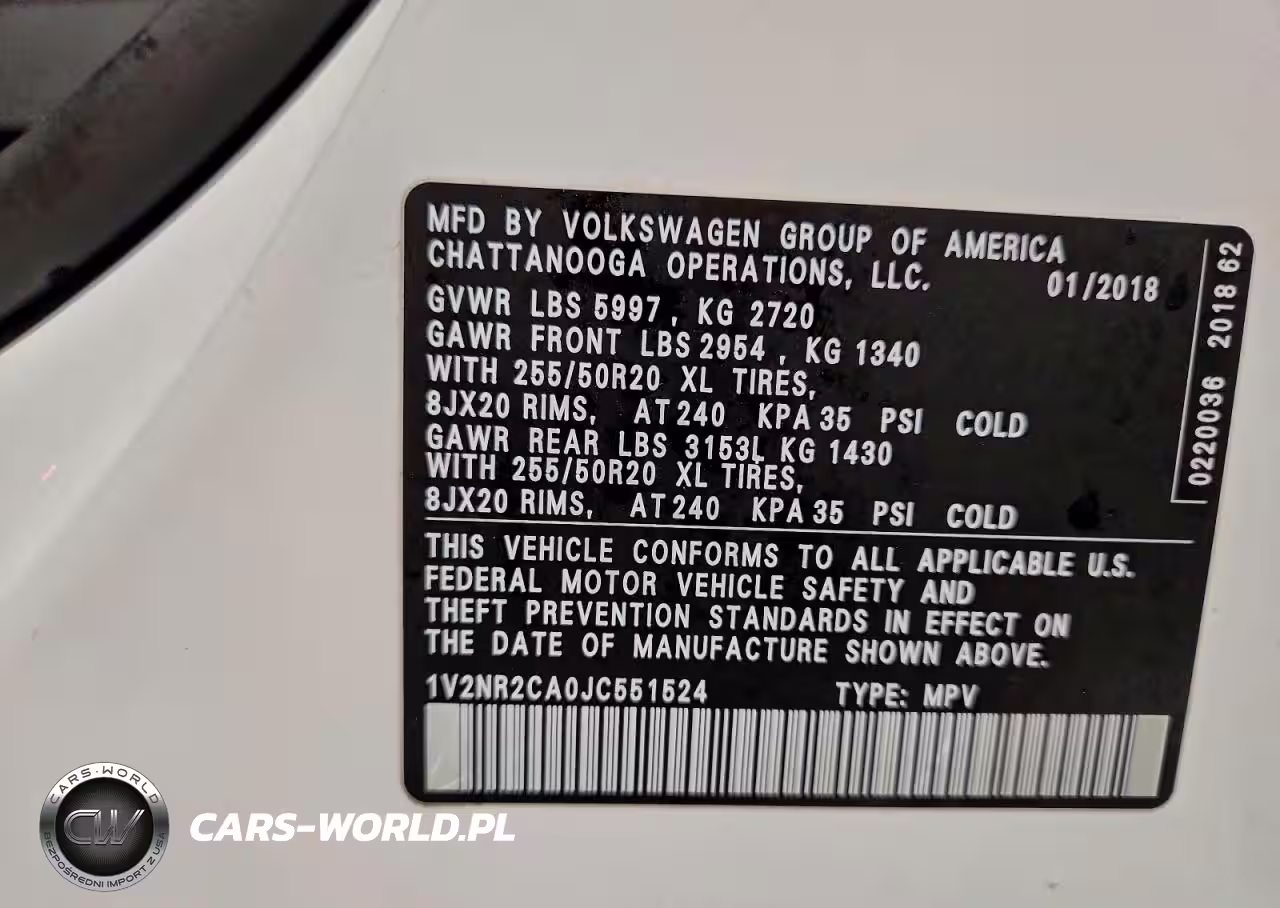 MFD BY VOLKSWAGEN GROUP OF AMERICA
CHATTANOOGA OPERATIONS, LLC. 01/2018
GVWR LBS 5997 , KG 2720
GAWR FRONT LBS 2954 , KG 1340
WITH 255/50R20 XL TIRES,
8JX20 RIMS, AT 240 KPA 35 PSI COLD
GAWR REAR LBS 3153L KG 1430
WITH 255/50R20 XL TIRES,
8JX20 RIMS, AT 240 KPA 35 PSI COLD
0220036 2018 62
THIS VEHICLE CONFORMS TO ALL APPLICABLE U.S.
FEDERAL MOTOR VEHICLE SAFETY AND
THEFT PREVENTION STANDARDS IN EFFECT ON
THE DATE OF MANUFACTURE SHOWN ABOVE.
1V2NR2CA0JC551524 TYPE: MPV
CARS-WORLD
CW
BEZPOŚREDNI IMPORT Z USA
CARS-WORLD.PL